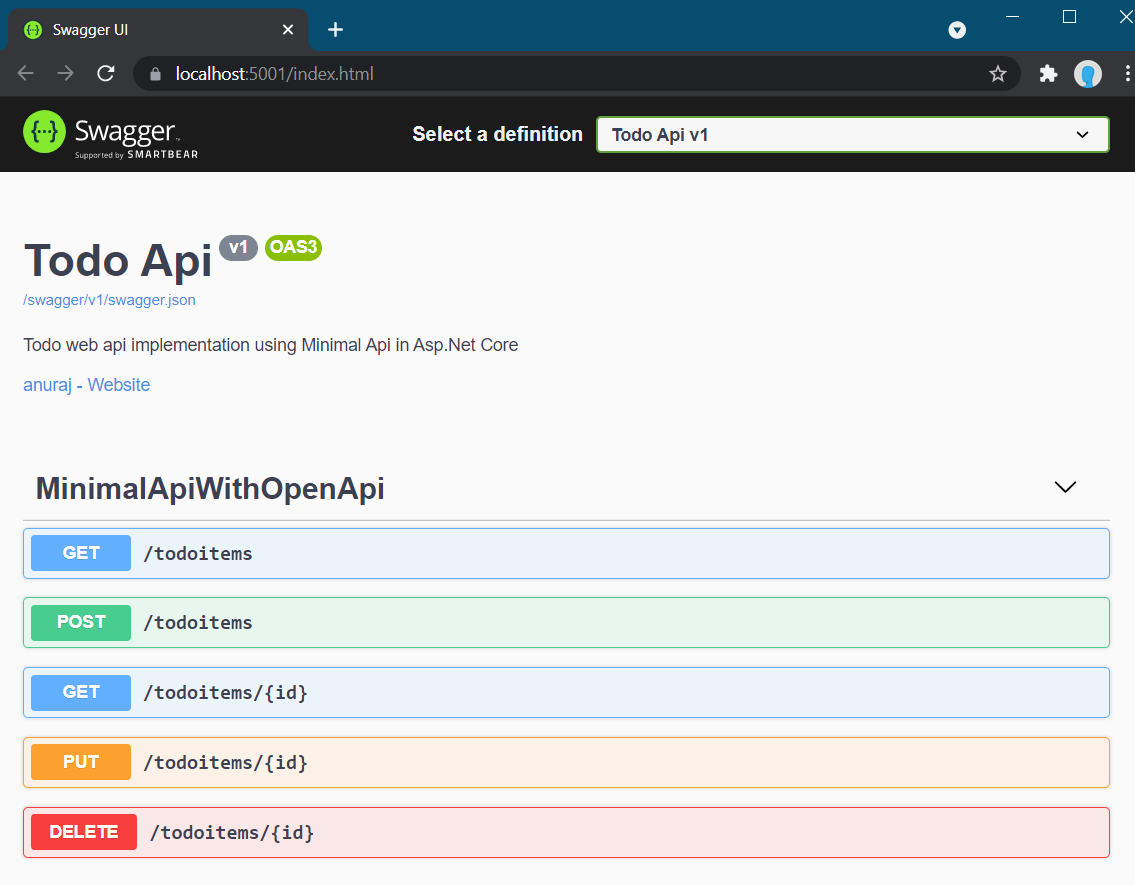 Swagger UI
localhost:5001/index.html
{···} Swagger™
Supported by SMARTBEAR
Select a definition
Todo Api v1
Todo Api v1 OAS3
/swagger/v1/swagger.json
Todo web api implementation using Minimal Api in Asp.Net Core
anuraj - Website
MinimalApiWithOpenApi
GET /todoitems
POST /todoitems
GET /todoitems/{id}
PUT /todoitems/{id}
DELETE /todoitems/{id}